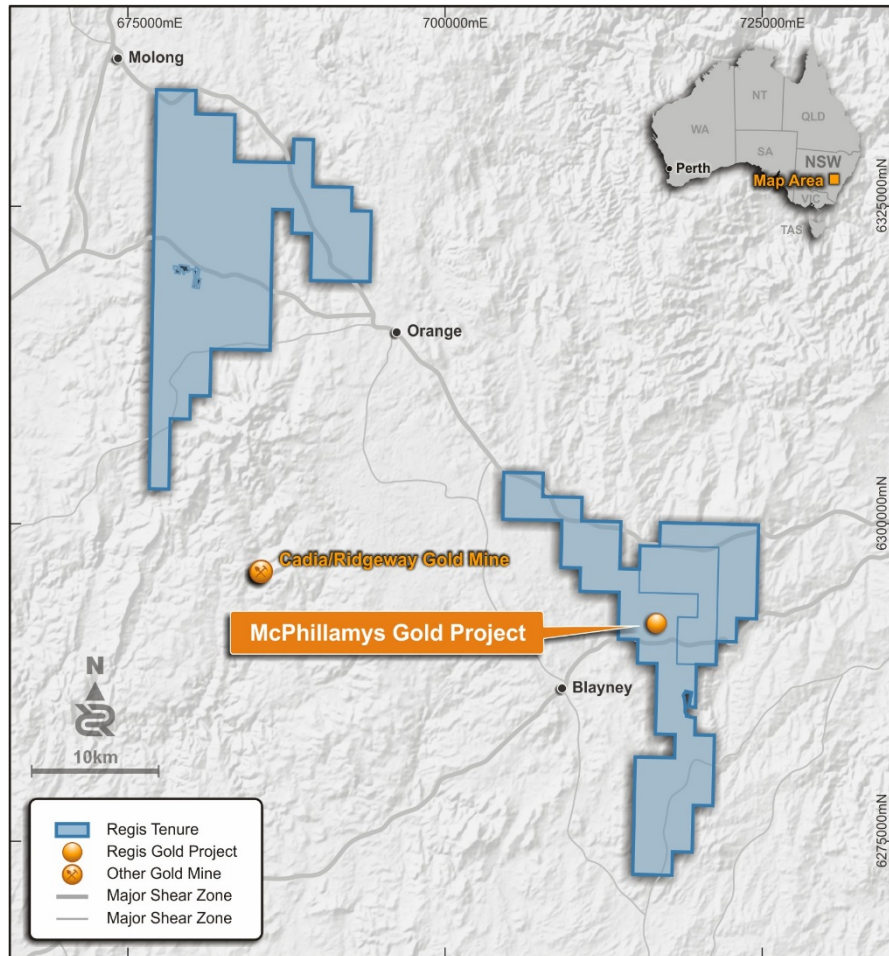 675000mE
700000mE
725000mE
Molong
NT
QLD
WA
SA
NSW
Perth
Map Area
VIC
TAS
6325000mN
Orange
6300000mN
Cadia/Ridgeway Gold Mine
McPhillamys Gold Project
Blayney
N
10km
6275000mN
Regis Tenure
Regis Gold Project
Other Gold Mine
Major Shear Zone
Major Shear Zone